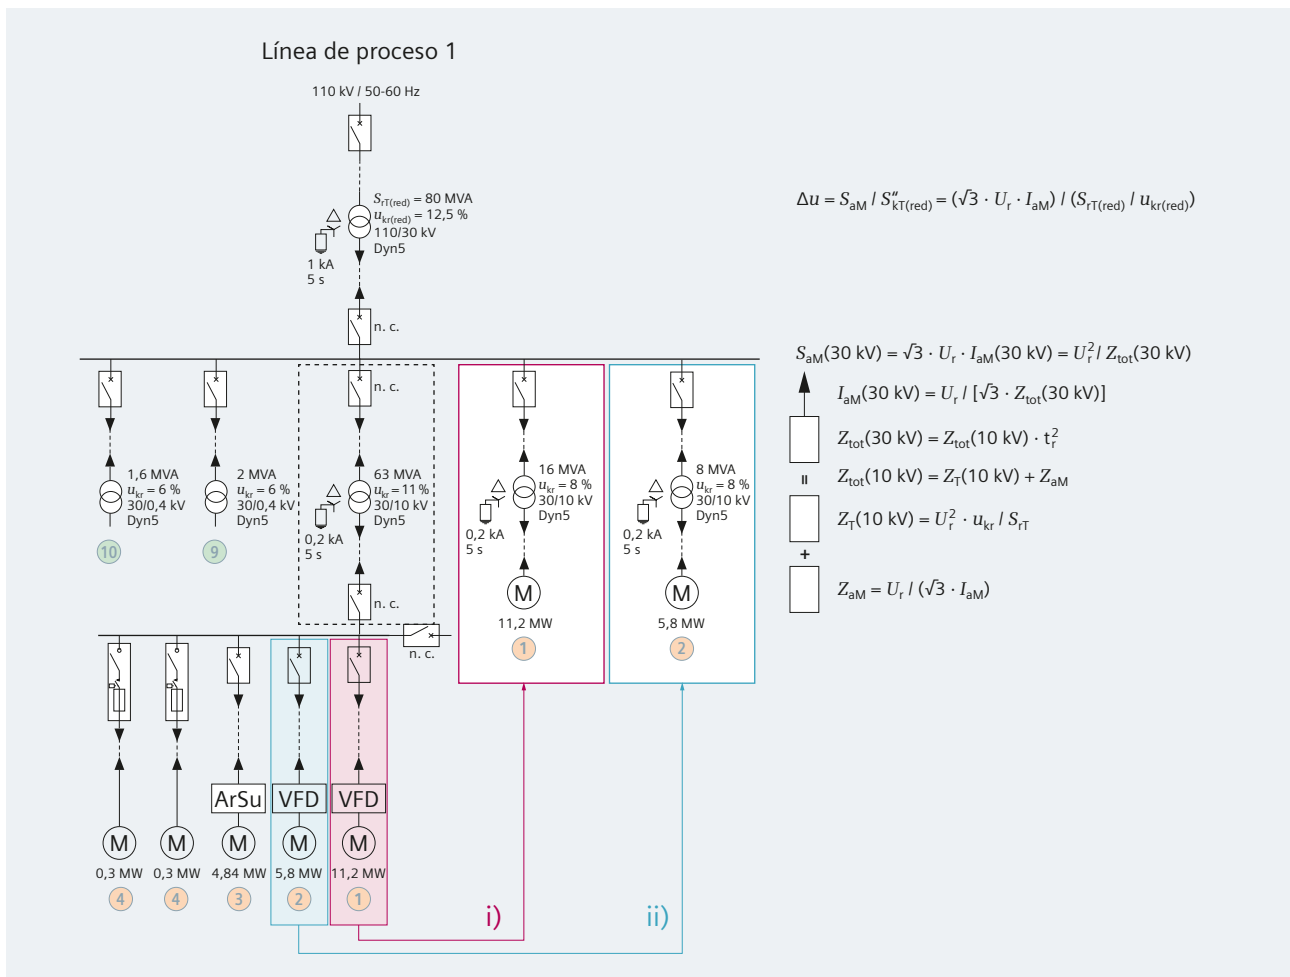 Línea de proceso 1
110 kV / 50-60 Hz
S_rT(red) = 80 MVA
u_kr(red) = 12,5 %
110/30 kV
Dyn5
1 kA
5 s
n. c.
Δu = S_aM / S″_kT(red) = (√3 · U_r · I_aM) / (S_rT(red) / u_kr(red))
n. c.
1,6 MVA
u_kr = 6 %
30/0,4 kV
Dyn5
10
2 MVA
u_kr = 6 %
30/0,4 kV
Dyn5
9
63 MVA
u_kr = 11 %
30/10 kV
Dyn5
0,2 kA
5 s
n. c.
n. c.
16 MVA
u_kr = 8 %
30/10 kV
Dyn5
0,2 kA
5 s
M
11,2 MW
1
8 MVA
u_kr = 8 %
30/10 kV
Dyn5
0,2 kA
5 s
M
5,8 MW
2
S_aM(30 kV) = √3 · U_r · I_aM(30 kV) = U_r² / Z_tot(30 kV)
I_aM(30 kV) = U_r / [√3 · Z_tot(30 kV)]
Z_tot(30 kV) = Z_tot(10 kV) · t_r²
=
Z_tot(10 kV) = Z_T(10 kV) + Z_aM
Z_T(10 kV) = U_r² · u_kr / S_rT
+
Z_aM = U_r / (√3 · I_aM)
M
0,3 MW
4
M
0,3 MW
4
ArSu
M
4,84 MW
3
VFD
M
5,8 MW
2
VFD
M
11,2 MW
1
i)
ii)